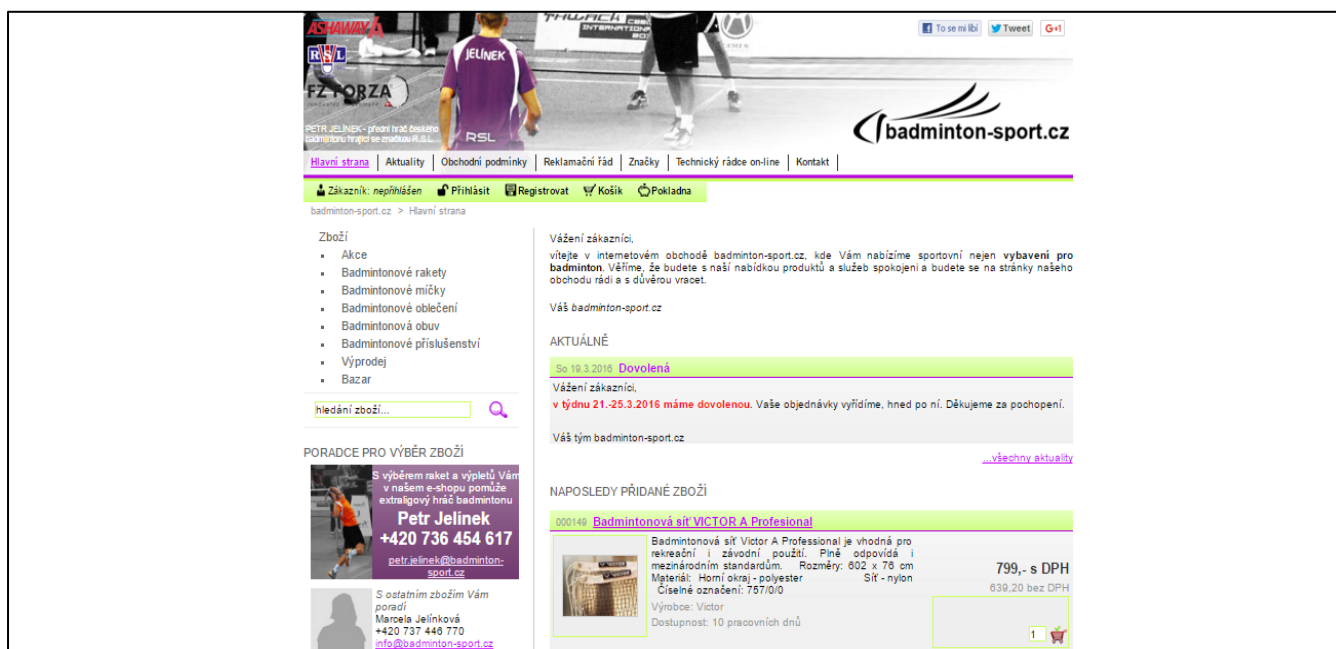 ASHAWAY
RSL
FZ FORZA
PETR JELÍNEK - přední hráč českého
badmintonu hrající se značkou R.S.L.
JELÍNEK
RSL
INTERNATIONAL
To se mi líbí
Tweet
G+1
badminton-sport.cz
Hlavní strana
Aktuality
Obchodní podmínky
Reklamační řád
Značky
Technický rádce on-line
Kontakt
Zákazník: nepřihlášen
Přihlásit
Registrovat
Košík
Pokladna
badminton-sport.cz > Hlavní strana
Zboží
Akce
Badmintonové rakety
Badmintonové míčky
Badmintonové oblečení
Badmintonová obuv
Badmintonové příslušenství
Výprodej
Bazar
hledání zboží...
PORADCE PRO VÝBĚR ZBOŽÍ
S výběrem raket a výpletů Vám
v našem e-shopu pomůže
extraligový hráč badmintonu
Petr Jelínek
+420 736 454 617
petr.jelinek@badminton-
sport.cz
S ostatním zbožím Vám
poradí
Marcela Jelínková
+420 737 446 770
info@badminton-sport.cz
Vážení zákazníci,
vítejte v internetovém obchodě badminton-sport.cz, kde Vám nabízíme sportovní nejen vybavení pro
badminton. Věříme, že budete s naší nabídkou produktů a služeb spokojeni a budete se na stránky našeho
obchodu rádi a s důvěrou vracet.
Váš badminton-sport.cz
AKTUÁLNĚ
So 19.3.2016 Dovolená
Vážení zákazníci,
v týdnu 21.-25.3.2016 máme dovolenou. Vaše objednávky vyřídíme, hned po ní. Děkujeme za pochopení.
Váš tým badminton-sport.cz
...všechny aktuality
NAPOSLEDY PŘIDANÉ ZBOŽÍ
000149 Badmintonová síť VICTOR A Profesional
Badmintonová síť Victor A Professional je vhodná pro
rekreační i závodní použití. Plně odpovídá i
mezinárodním standardům. Rozměry: 602 x 76 cm
Materiál: Horní okraj - polyester Síť - nylon
Číselné označení: 757/0/0
Výrobce: Victor
Dostupnost: 10 pracovních dnů
799,- s DPH
639,20 bez DPH
1